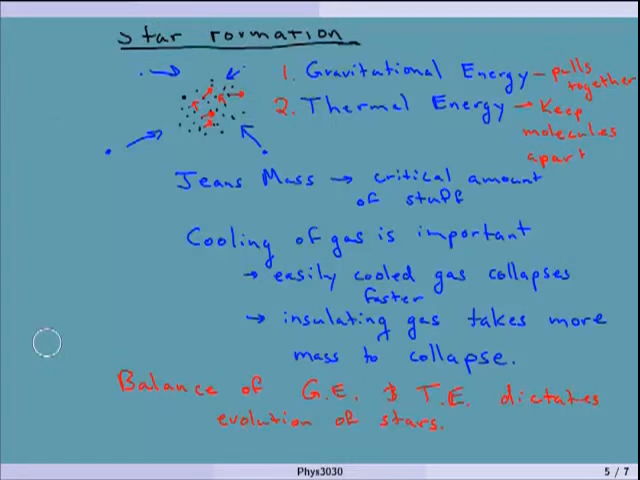 Star Formation
1. Gravitational Energy – pulls together
2. Thermal Energy → Keep molecules apart
Jeans Mass → critical amount
of stuff
Cooling of gas is important
→ easily cooled gas collapses
faster
→ insulating gas takes more
mass to collapse.
Balance of G.E. & T.E. dictates
evolution of stars.
Phys3030
5 / 7